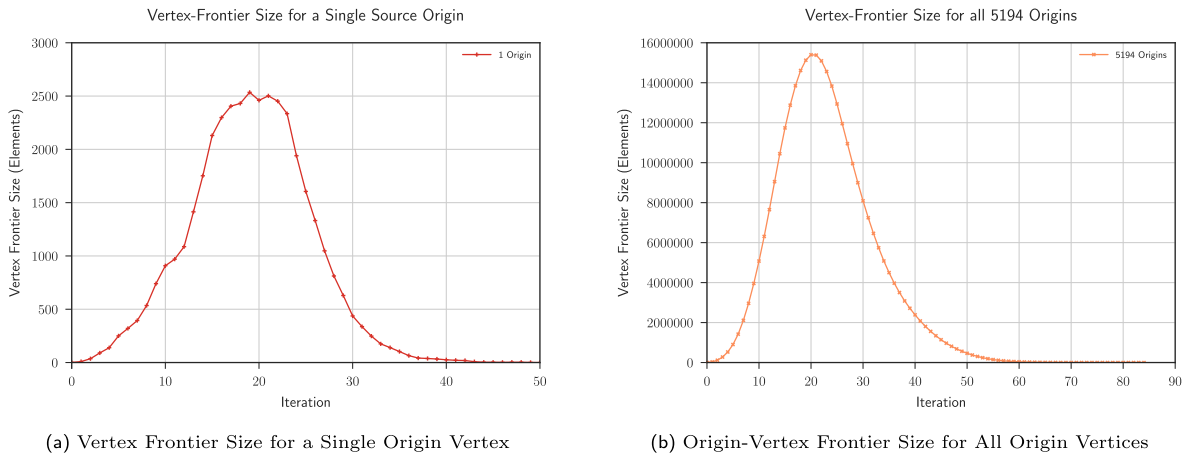 Vertex-Frontier Size for a Single Source Origin
3000
2500
2000
1500
1000
500
0
Vertex Frontier Size (Elements)
1 Origin
0 10 20 30 40 50
Iteration
(a) Vertex Frontier Size for a Single Origin Vertex
Vertex-Frontier Size for all 5194 Origins
16000000
14000000
12000000
10000000
8000000
6000000
4000000
2000000
0
Vertex Frontier Size (Elements)
5194 Origins
0 10 20 30 40 50 60 70 80 90
Iteration
(b) Origin-Vertex Frontier Size for All Origin Vertices